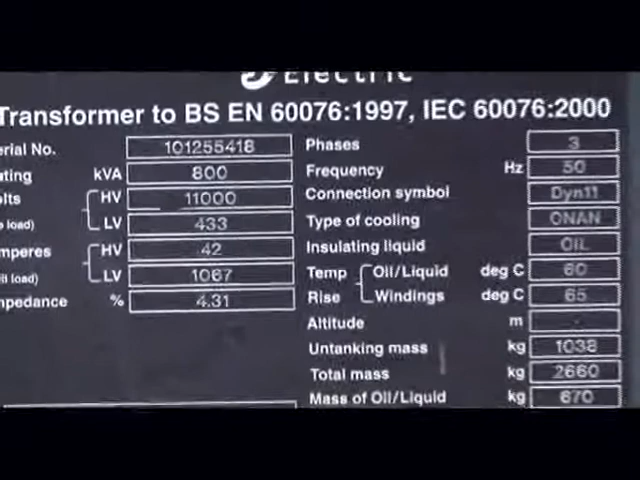 Electric
Transformer to BS EN 60076:1997, IEC 60076:2000
erial No. 101255418
ating kVA 800
olts HV 11000
o load) LV 433
mperes HV 42
ll load) LV 1067
mpedance % 4.31
Phases 3
Frequency Hz 50
Connection symbol Dyn11
Type of cooling ONAN
Insulating liquid OIL
Temp Oil/Liquid deg C 60
Rise Windings deg C 65
Altitude m -
Untanking mass kg 1038
Total mass kg 2660
Mass of Oil/Liquid kg 670